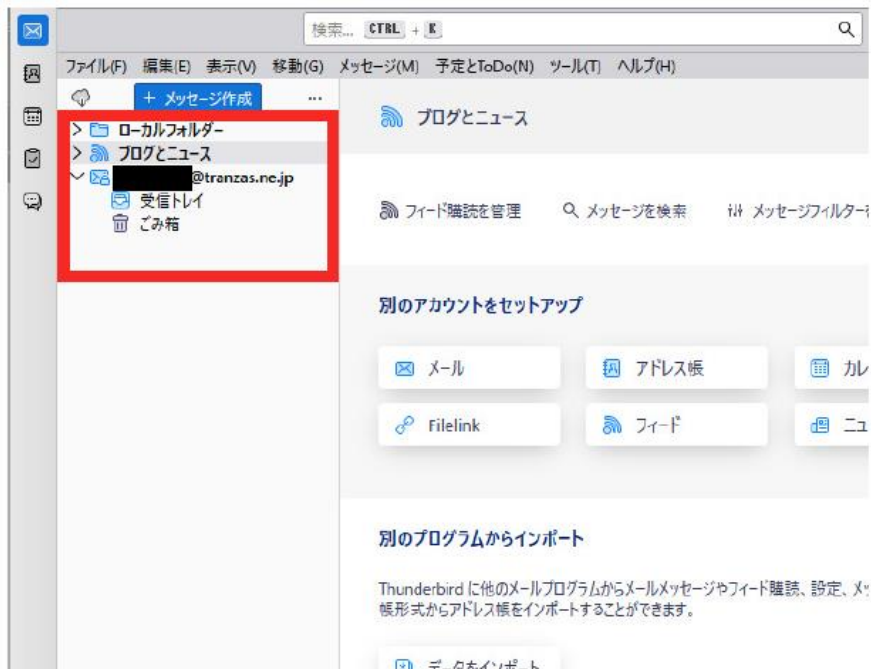 検索... CTRL + K
ファイル(F) 編集(E) 表示(V) 移動(G) メッセージ(M) 予定とToDo(N) ツール(T) ヘルプ(H)
+ メッセージ作成 ...
ローカルフォルダー
ブログとニュース
@tranzas.ne.jp
受信トレイ
ごみ箱
ブログとニュース
フィード購読を管理 メッセージを検索 メッセージフィルター
別のアカウントをセットアップ
メール アドレス帳 カレ
Filelink フィード ニュ
別のプログラムからインポート
Thunderbird に他のメールプログラムからメールメッセージやフィード購読、設定、メッ
帳形式からアドレス帳をインポートすることができます。
データをインポート